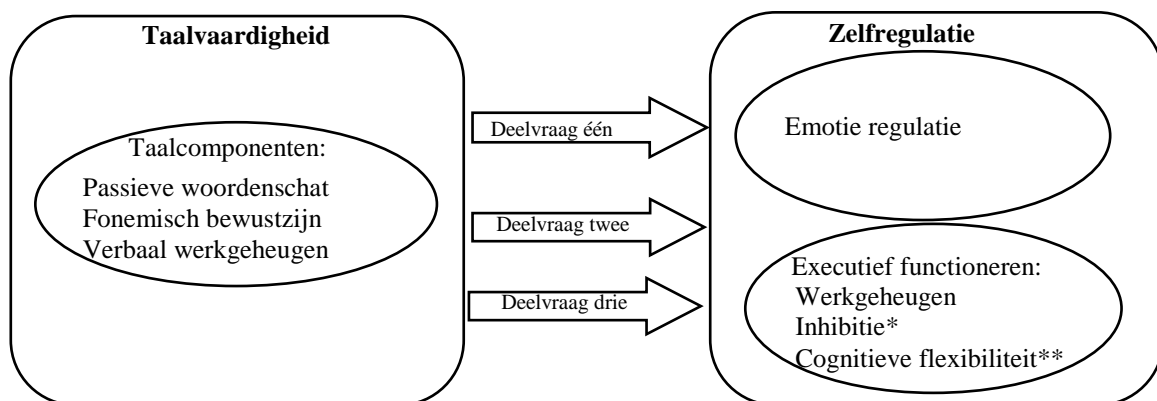 Taalvaardigheid
Taalcomponenten:
Passieve woordenschat
Fonemisch bewustzijn
Verbaal werkgeheugen
Deelvraag één
Deelvraag twee
Deelvraag drie
Zelfregulatie
Emotie regulatie
Executief functioneren:
Werkgeheugen
Inhibitie*
Cognitieve flexibiliteit**